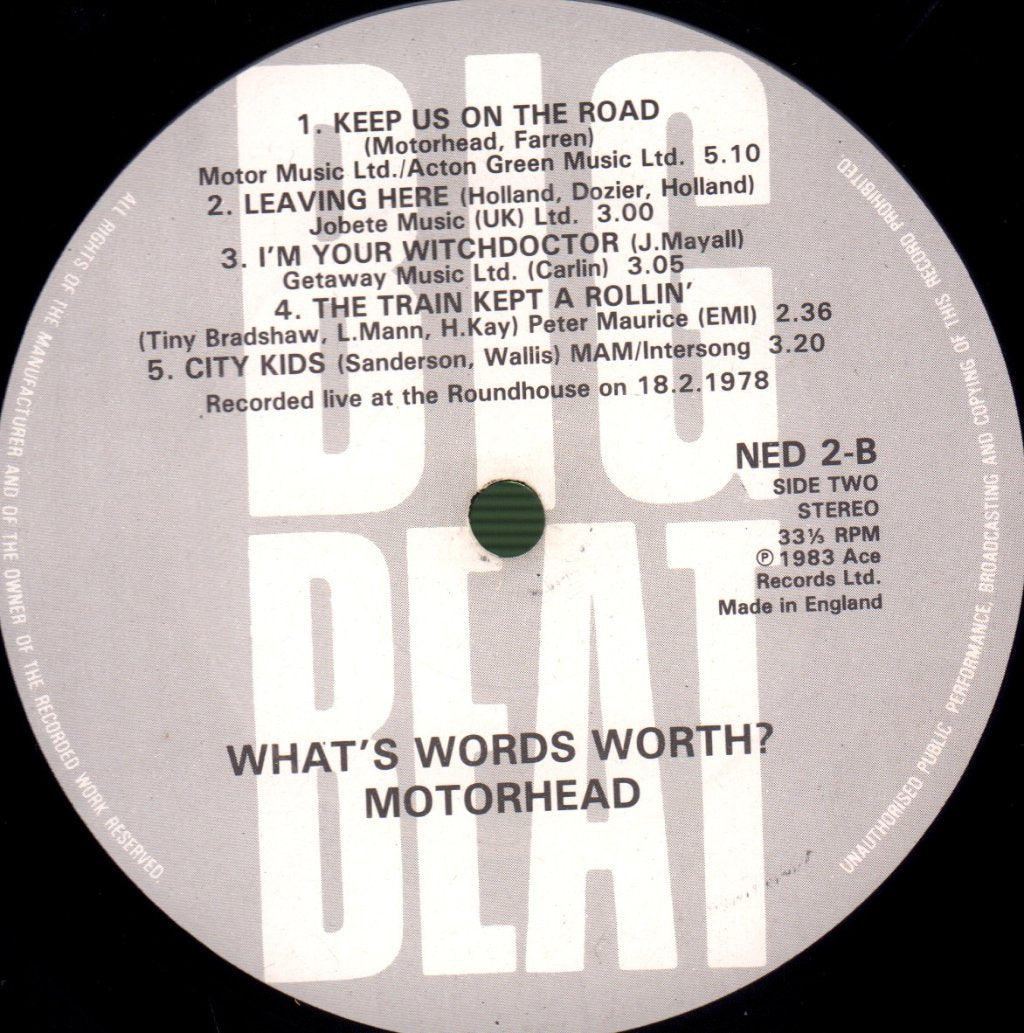 BIG
BEAT
1. KEEP US ON THE ROAD
(Motorhead, Farren)
Motor Music Ltd./Acton Green Music Ltd. 5.10
2. LEAVING HERE (Holland, Dozier, Holland)
Jobete Music (UK) Ltd. 3.00
3. I'M YOUR WITCHDOCTOR (J.Mayall)
Getaway Music Ltd. (Carlin) 3.05
4. THE TRAIN KEPT A ROLLIN'
(Tiny Bradshaw, L.Mann, H.Kay) Peter Maurice (EMI) 2.36
5. CITY KIDS (Sanderson, Wallis) MAM/Intersong 3.20
Recorded live at the Roundhouse on 18.2.1978
NED 2-B
SIDE TWO
STEREO
33⅓ RPM
℗ 1983 Ace
Records Ltd.
Made in England
WHAT'S WORDS WORTH?
MOTORHEAD
ALL RIGHTS OF THE MANUFACTURER AND OF THE OWNER OF THE RECORDED WORK RESERVED.
UNAUTHORISED PUBLIC PERFORMANCE, BROADCASTING AND COPYING OF THIS RECORD PROHIBITED